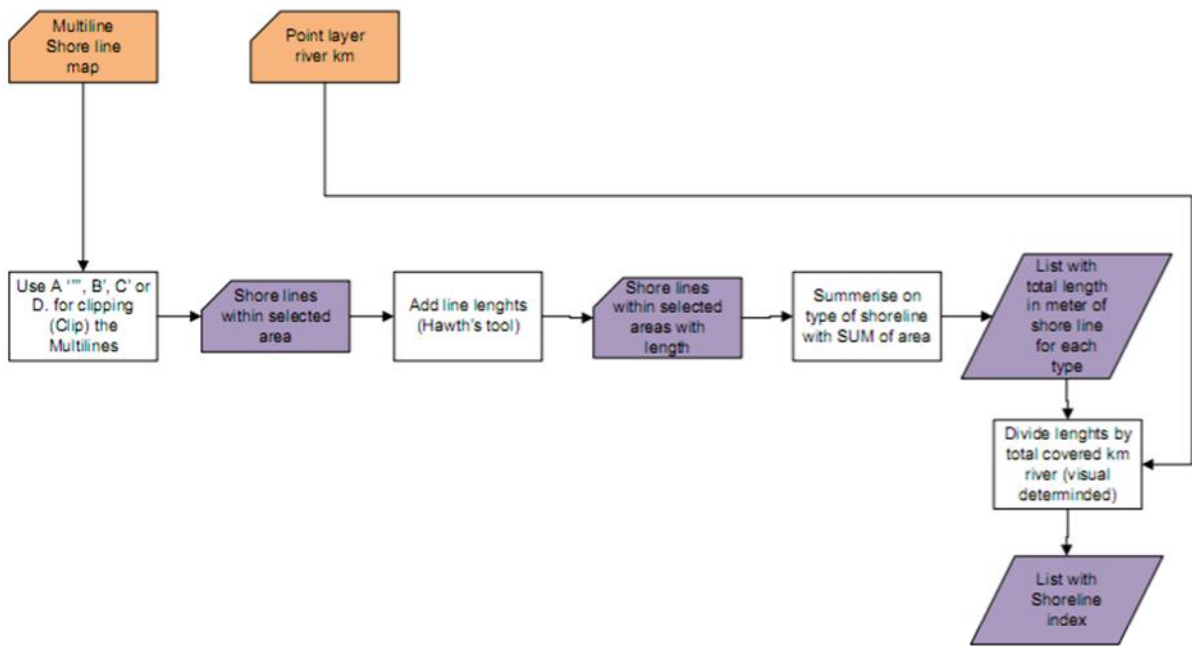 Multiline
Shore line
map
Point layer
river km
Use A '"', B', C' or
D. for clipping
(Clip) the
Multilines
Shore lines
within selected
area
Add line lenghts
(Hawth's tool)
Shore lines
within selected
areas with
length
Summerise on
type of shoreline
with SUM of area
List with
total length
in meter of
shore line
for each
type
Divide lenghts by
total covered km
river (visual
determinded)
List with
Shoreline
index